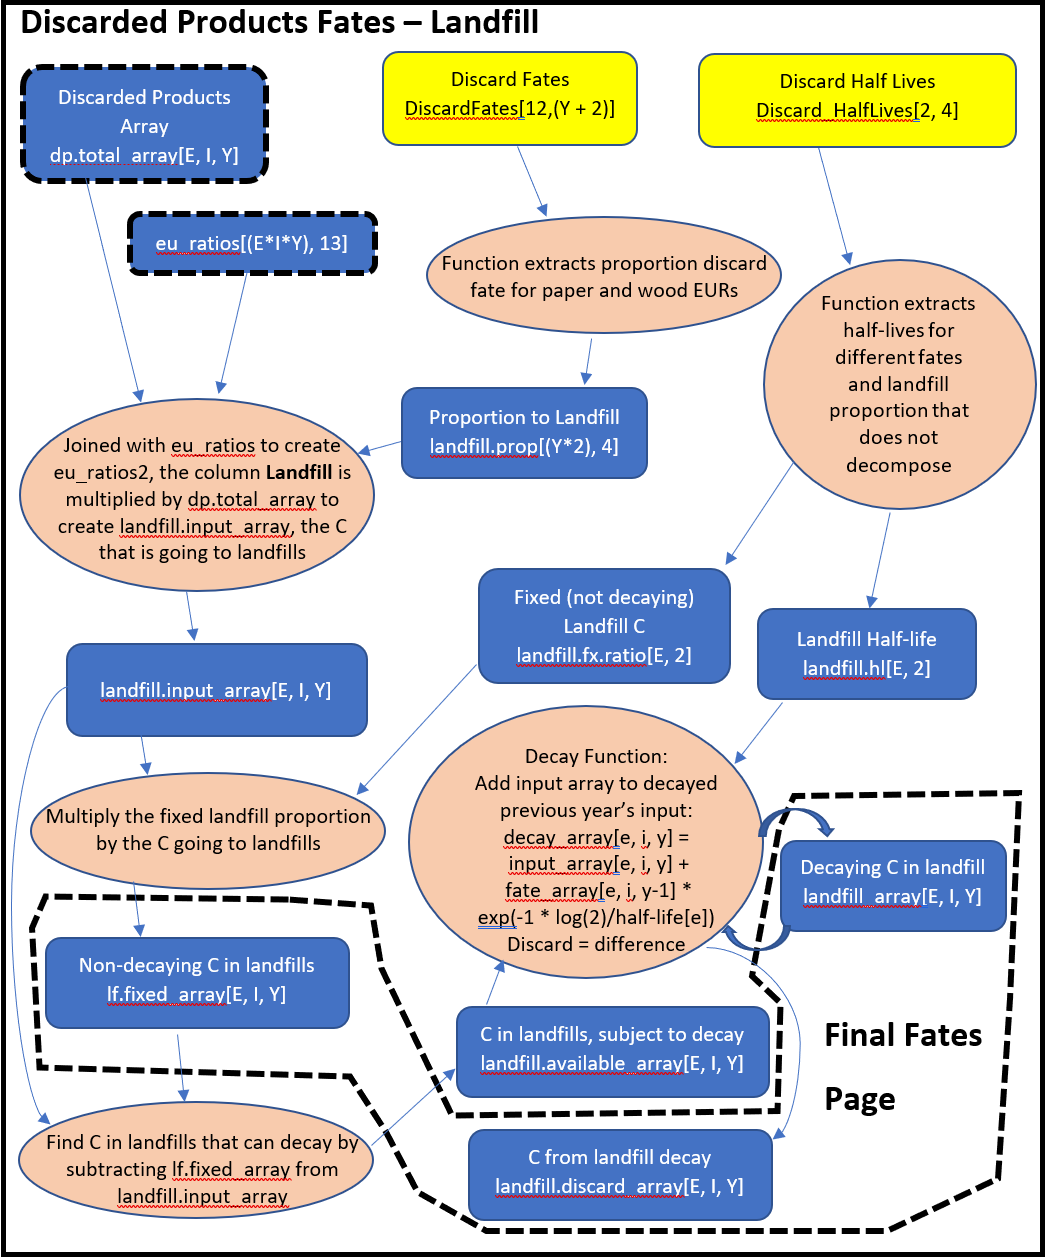 Discarded Products Fates – Landfill
Discarded Products
Array
dp.total_array[E, I, Y]
Discard Fates
DiscardFates[12,(Y + 2)]
Discard Half Lives
Discard_HalfLives[2, 4]
eu_ratios[(E*I*Y), 13]
Function extracts proportion discard
fate for paper and wood EURs
Function extracts
half-lives for
different fates
and landfill
proportion that
does not
decompose
Proportion to Landfill
landfill.prop[(Y*2), 4]
Joined with eu_ratios to create
eu_ratios2, the column Landfill is
multiplied by dp.total_array to
create landfill.input_array, the C
that is going to landfills
Fixed (not decaying)
Landfill C
landfill.fx.ratio[E, 2]
Landfill Half-life
landfill.hl[E, 2]
landfill.input_array[E, I, Y]
Decay Function:
Add input array to decayed
previous year’s input:
decay_array[e, i, y] =
input_array[e, i, y] +
fate_array[e, i, y-1] *
exp(-1 * log(2)/half-life[e])
Discard = difference
Multiply the fixed landfill proportion
by the C going to landfills
Decaying C in landfill
landfill_array[E, I, Y]
Non-decaying C in landfills
lf.fixed_array[E, I, Y]
C in landfills, subject to decay
landfill.available_array[E, I, Y]
Final Fates
Page
Find C in landfills that can decay by
subtracting lf.fixed_array from
landfill.input_array
C from landfill decay
landfill.discard_array[E, I, Y]